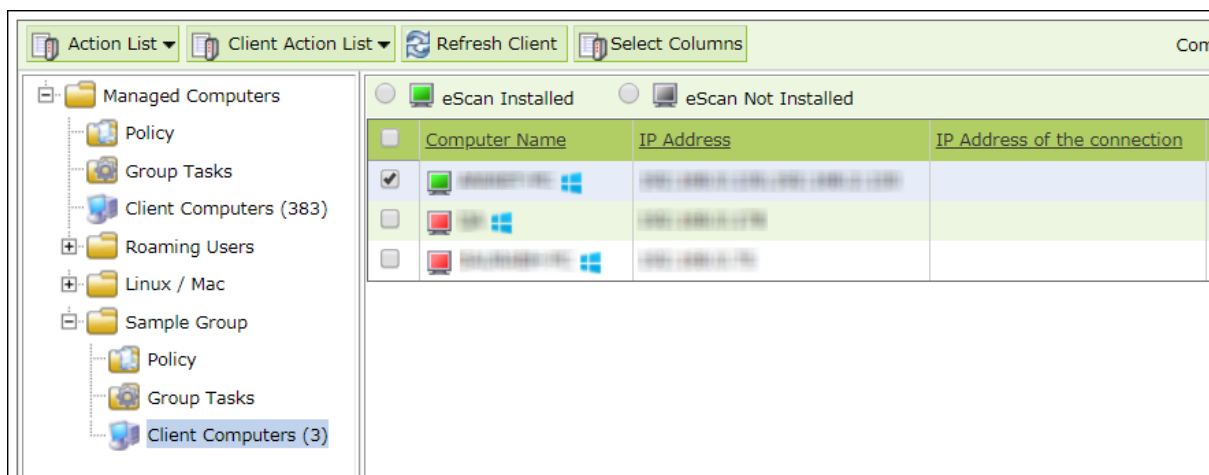 Action List Client Action List Refresh Client Select Columns Com
Managed Computers
Policy
Group Tasks
Client Computers (383)
Roaming Users
Linux / Mac
Sample Group
Policy
Group Tasks
Client Computers (3)
eScan Installed eScan Not Installed
Computer Name IP Address IP Address of the connection